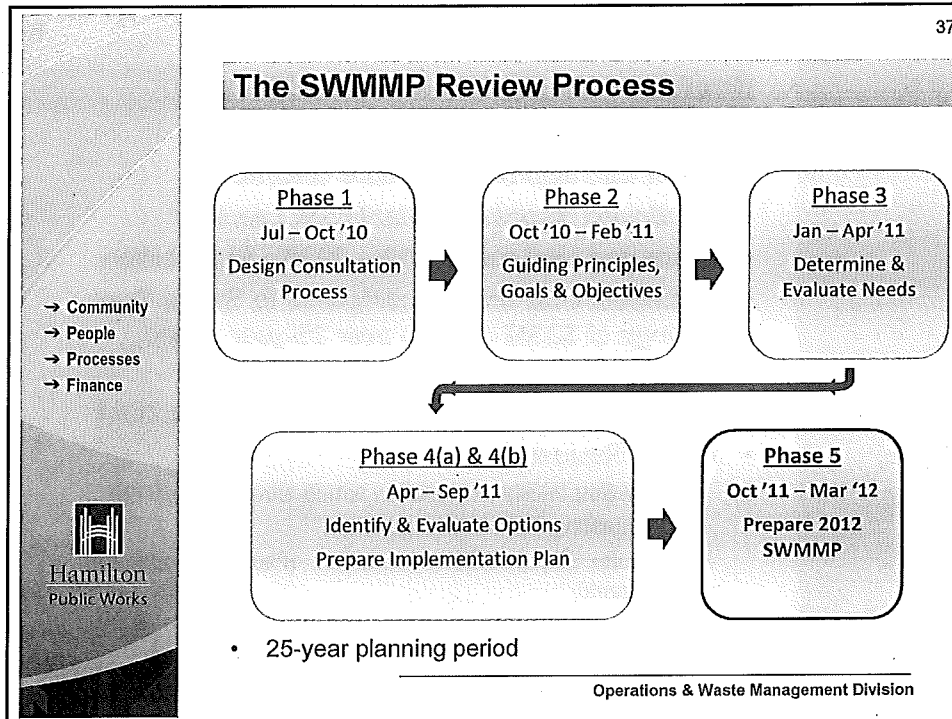 37
The SWMMP Review Process
Phase 1
Jul – Oct '10
Design Consultation
Process
Phase 2
Oct '10 – Feb '11
Guiding Principles,
Goals & Objectives
Phase 3
Jan – Apr '11
Determine &
Evaluate Needs
→ Community
→ People
→ Processes
→ Finance
Phase 4(a) & 4(b)
Apr – Sep '11
Identify & Evaluate Options
Prepare Implementation Plan
Phase 5
Oct '11 – Mar '12
Prepare 2012
SWMMP
Hamilton
Public Works
• 25-year planning period
Operations & Waste Management Division